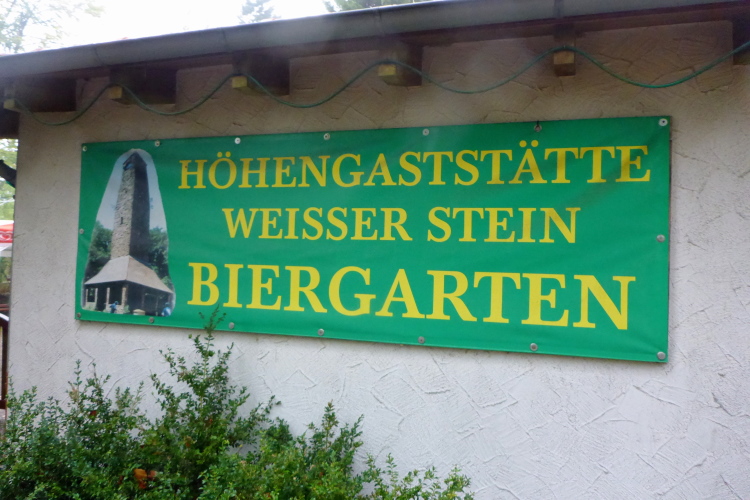 HÖHENGASTSTÄTTE
WEISSER STEIN
BIERGARTEN